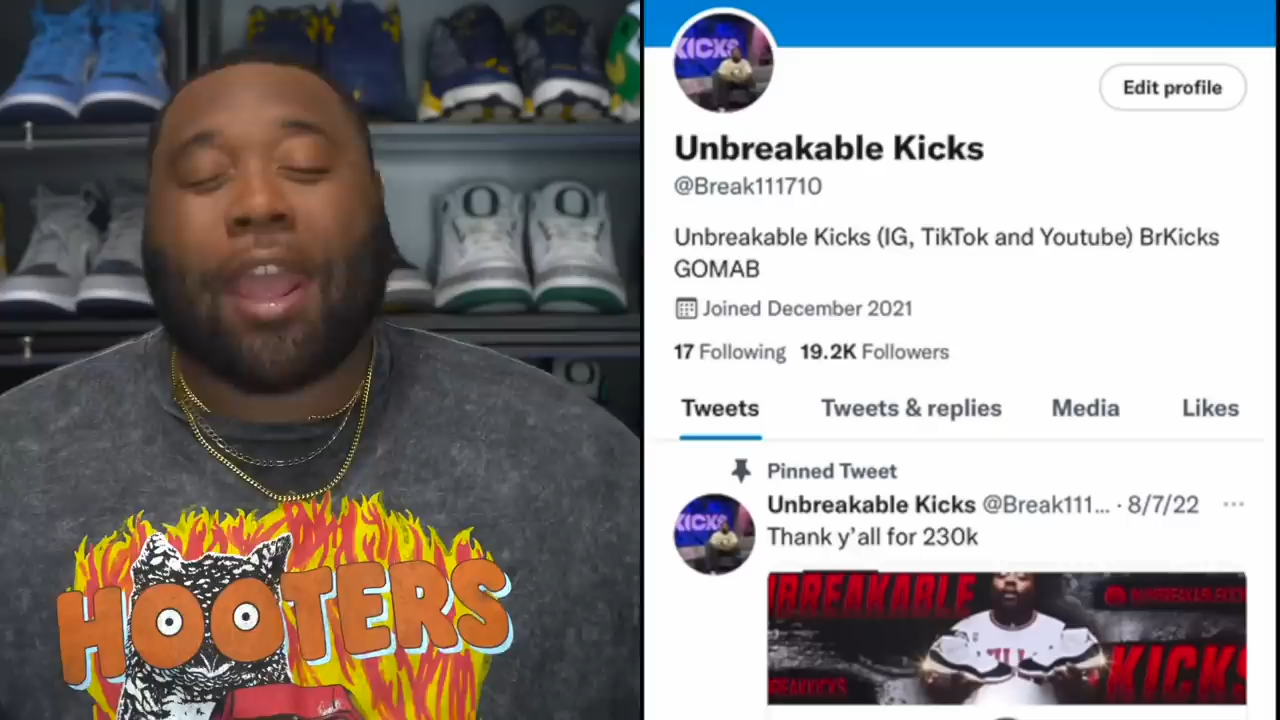 HOOTERS
O
O
O
KICKS
Edit profile
Unbreakable Kicks
@Break111710
Unbreakable Kicks (IG, TikTok and Youtube) BrKicks
GOMAB
Joined December 2021
17 Following 19.2K Followers
Tweets Tweets & replies Media Likes
Pinned Tweet
Unbreakable Kicks @Break111... · 8/7/22 ···
Thank y'all for 230k
KICKS
KICKS